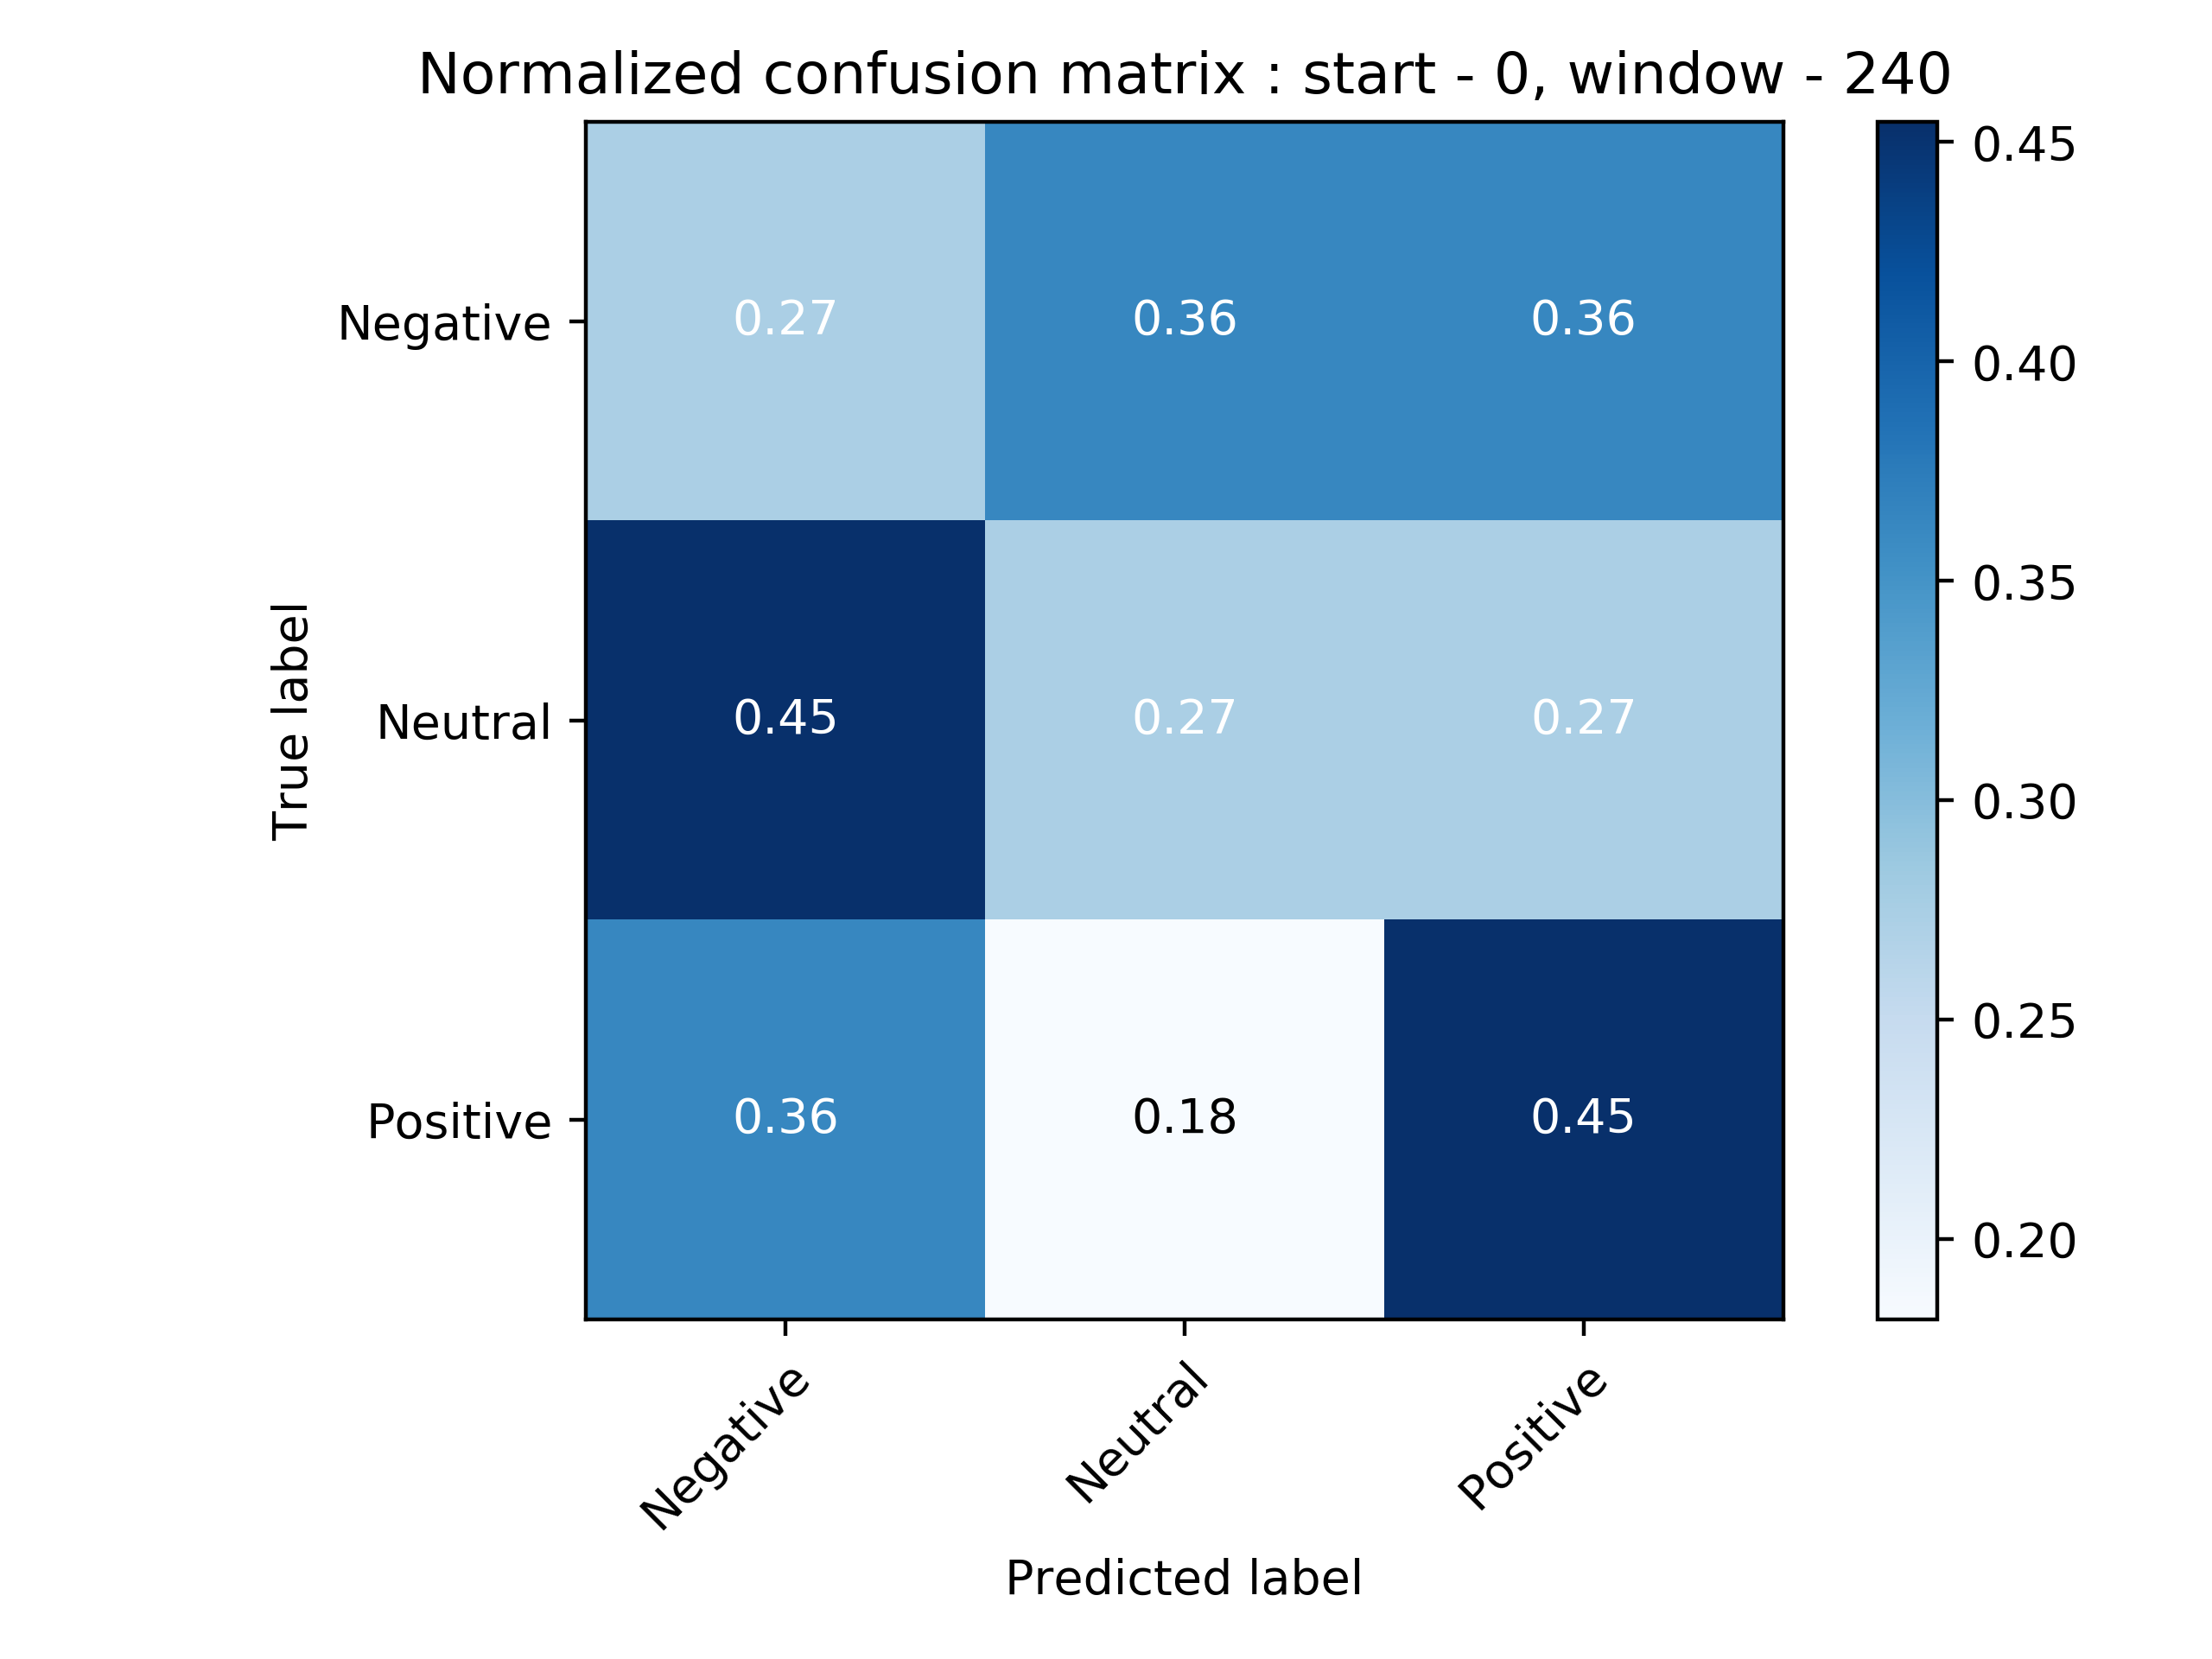 Normalized confusion matrix : start - 0, window - 240
0.45
0.40
0.35
0.30
0.25
0.20
True label
Negative
0.27 0.36 0.36
Neutral
0.45 0.27 0.27
Positive
0.36 0.18 0.45
Negative
Neutral
Positive
Predicted label